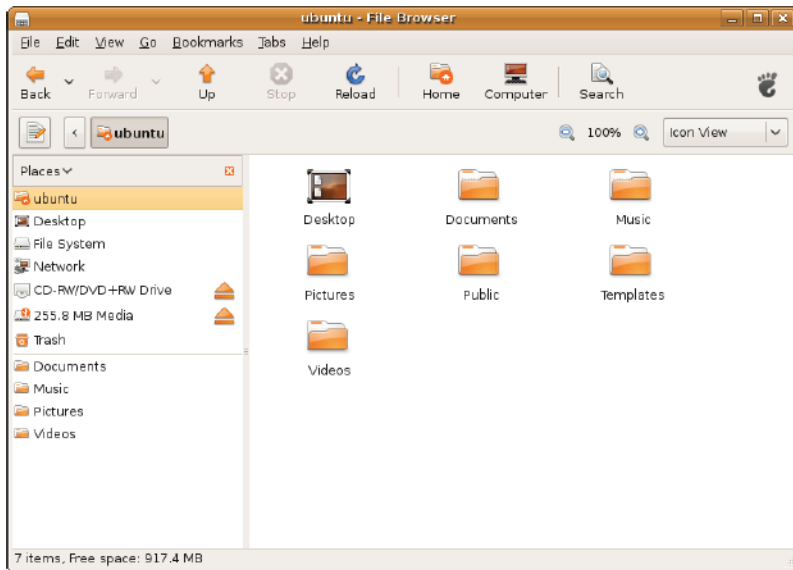 ubuntu - File Browser
File Edit View Go Bookmarks Tabs Help
Back Forward Up Stop Reload Home Computer Search
ubuntu 100% Icon View
Places
ubuntu
Desktop
File System
Network
CD-RW/DVD+RW Drive
255.8 MB Media
Trash
Documents
Music
Pictures
Videos
Desktop Documents Music
Pictures Public Templates
Videos
7 items, Free space: 917.4 MB